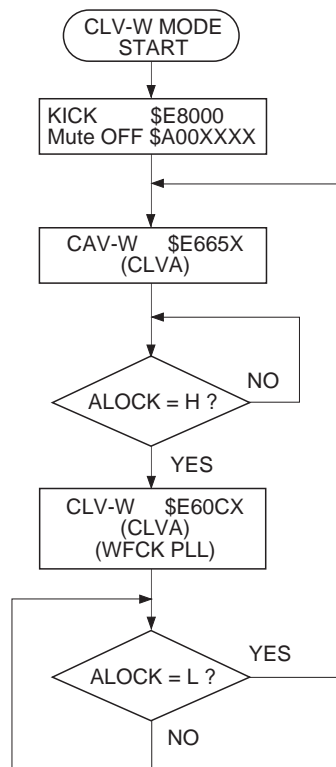 CLV-W MODE
START
KICK $E8000
Mute OFF $A00XXXX
CAV-W $E665X
(CLVA)
ALOCK = H ?
NO
YES
CLV-W $E60CX
(CLVA)
(WFCK PLL)
ALOCK = L ?
YES
NO